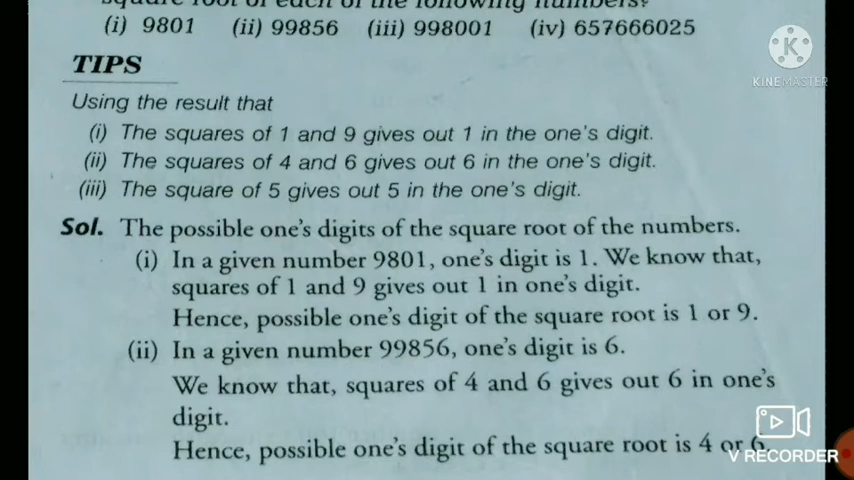 square root of each of the following numbers?
(i) 9801 (ii) 99856 (iii) 998001 (iv) 657666025
TIPS
Using the result that
(i) The squares of 1 and 9 gives out 1 in the one's digit.
(ii) The squares of 4 and 6 gives out 6 in the one's digit.
(iii) The square of 5 gives out 5 in the one's digit.
Sol. The possible one's digits of the square root of the numbers.
(i) In a given number 9801, one's digit is 1. We know that,
squares of 1 and 9 gives out 1 in one's digit.
Hence, possible one's digit of the square root is 1 or 9.
(ii) In a given number 99856, one's digit is 6.
We know that, squares of 4 and 6 gives out 6 in one's
digit.
Hence, possible one's digit of the square root is 4 or 6.
K
KINEMASTER
V RECORDER